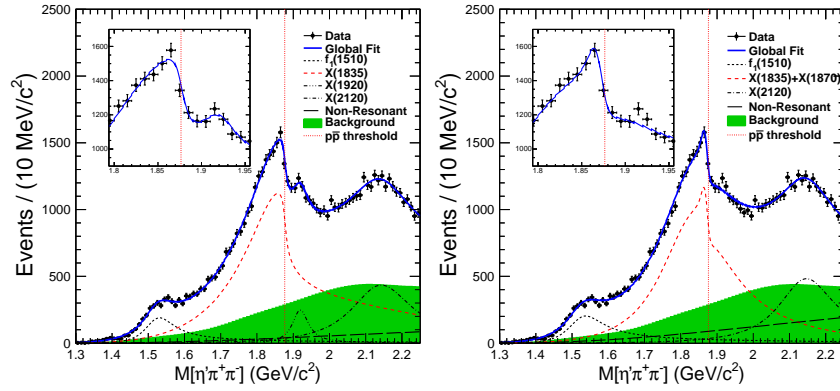 Data
Global Fit
f₁(1510)
X(1835)
X(1920)
X(2120)
Non-Resonant
Background
pp̅ threshold
1600
1400
1200
1000
1.8 1.85 1.9 1.95
2500
2000
1500
1000
500
0
1.3 1.4 1.5 1.6 1.7 1.8 1.9 2 2.1 2.2
Events / (10 MeV/c²)
M[η'π⁺π⁻] (GeV/c²)
Data
Global Fit
f₁(1510)
X(1835)+X(1870)
X(2120)
Non-Resonant
Background
pp̅ threshold
1600
1400
1200
1000
1.8 1.85 1.9 1.95
2500
2000
1500
1000
500
0
1.3 1.4 1.5 1.6 1.7 1.8 1.9 2 2.1 2.2
Events / (10 MeV/c²)
M[η'π⁺π⁻] (GeV/c²)